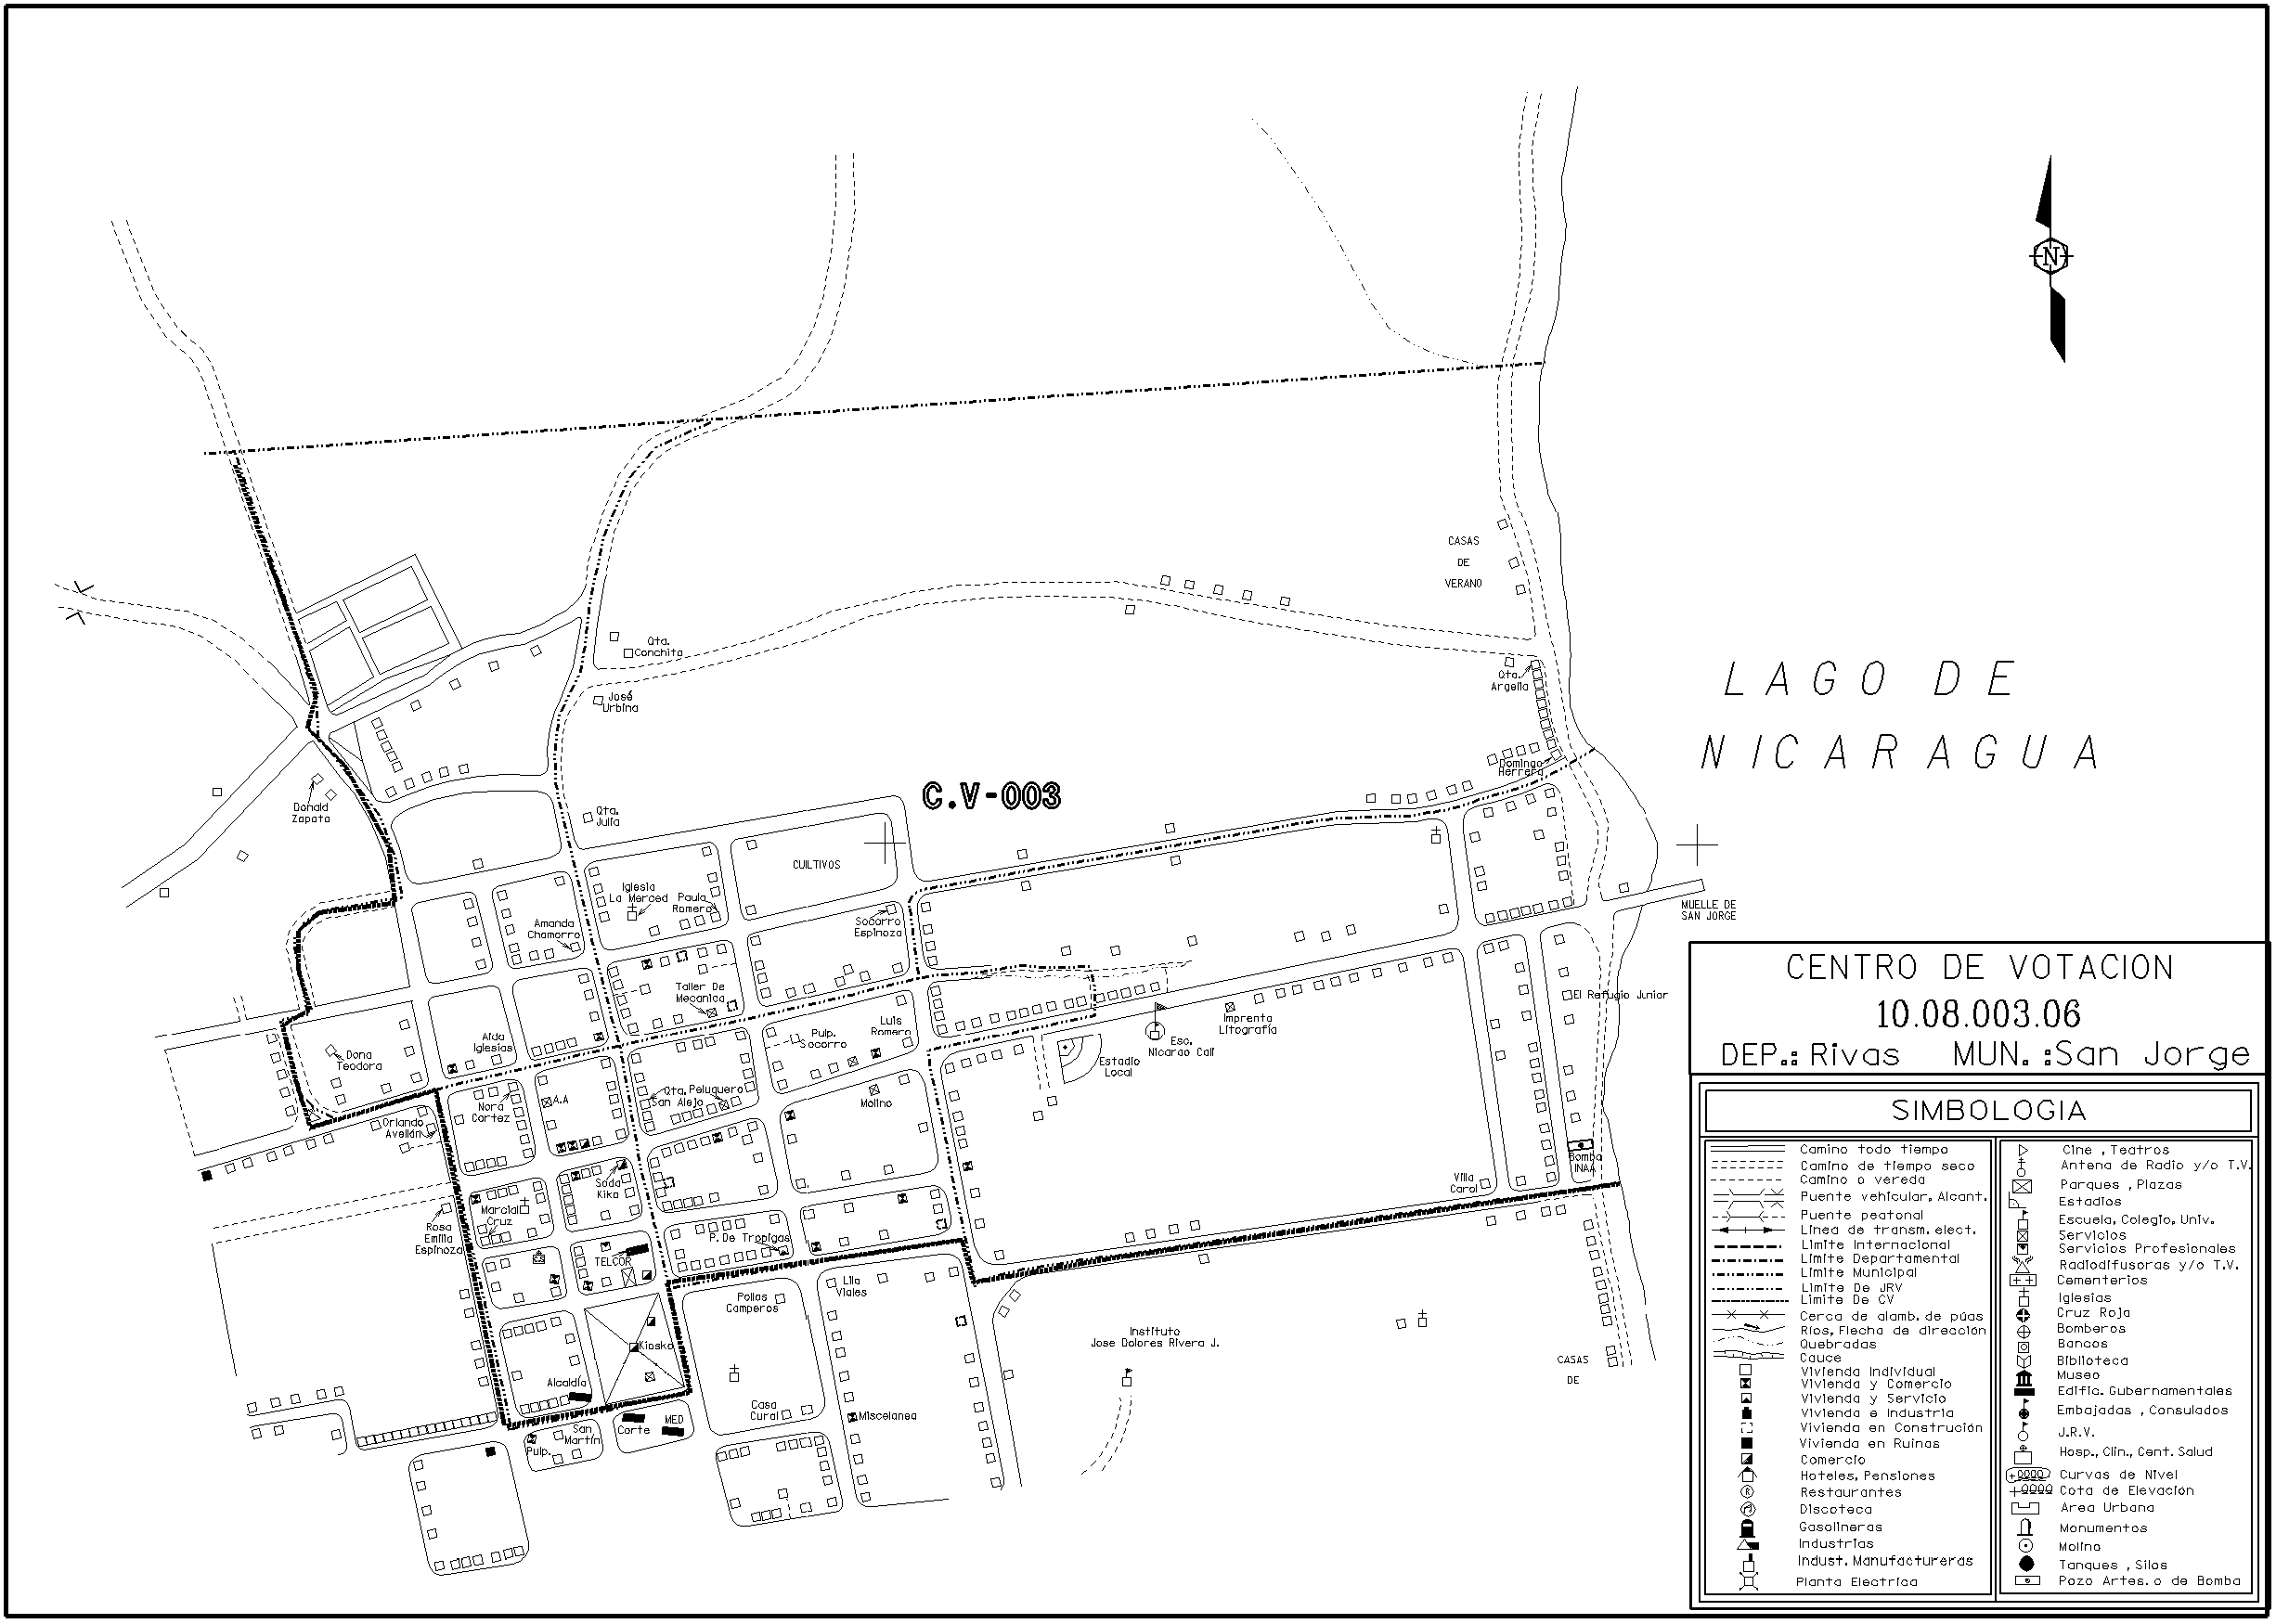 N
CASAS
DE
VERANO
Qta.
Conchita
José
Urbina
Qta.
Argelia
LAGO DE
NICARAGUA
Domingo
Herrera
C.V-003
Donald
Zapata
Qta.
Julia
CUILTIVOS
Iglesia
La Merced
Paula
Romero
Socorro
Espinoza
Amanda
Chamorro
MUELLE DE
SAN JORGE
Taller De
Mecanica
El Refugio Junior
Imprenta
Litografía
Esc.
Nicarao Cali
Estadio
Local
Luis
Romero
Pulp.
Socorro
Aida
Iglesias
Dona
Teodora
Nora
Cortez
A.A
Qta.
San Alejo
Peluquero
Molino
Orlando
Avellán
Bomba
INAA
Villa
Carol
Soda
Kika
Marcial
Cruz
Rosa
Emilia
Espinoza
P. De Tropigas
TELCOR
Lila
Viales
Pollos
Camperos
Kiosko
Instituto
Jose Dolores Rivera J.
CASAS
DE
Alcaldía
Casa
Cural
Miscelanea
San
Martín
Pulp.
Corte
MED
CENTRO DE VOTACION
10.08.003.06
DEP.: Rivas MUN. :San Jorge
SIMBOLOGIA
Camino todo tiempo
Camino de tiempo seco
Camino o vereda
Puente vehicular, Alcant.
Puente peatonal
Linea de transm. elect.
Limite Internacional
Limite Departamental
Limite Municipal
Limite De JRV
Limite De CV
Cerca de alamb. de púas
Rios, Flecha de dirección
Quebradas
Cauce
Vivienda Individual
Vivienda y Comercio
Vivienda y Servicio
Vivienda e Industria
Vivienda en Construción
Vivienda en Ruinas
Comercio
Hoteles, Pensiones
Restaurantes
Discoteca
Gasolineras
Industrias
Indust. Manufactureras
Planta Electrica
Cine , Teatros
Antena de Radio y/o T.V.
Parques , Plazas
Estadios
Escuela, Colegio, Univ.
Servicios
Servicios Profesionales
Radiodifusoras y/o T.V.
Cementerios
Iglesias
Cruz Roja
Bomberos
Bancos
Biblioteca
Museo
Edific. Gubernamentales
Embajadas , Consulados
J.R.V.
Hosp., Clin., Cent. Salud
Curvas de Nivel
Cota de Elevación
Area Urbana
Monumentos
Molino
Tanques , Silos
Pozo Artes. o de Bomba